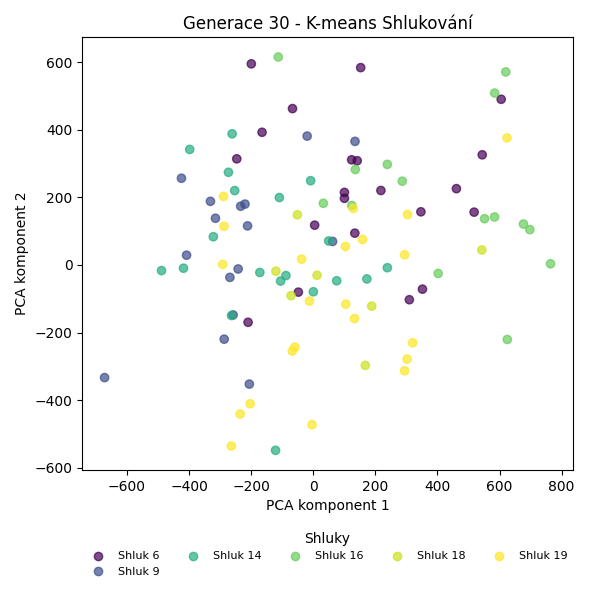 Generace 30 - K-means Shlukování
PCA komponent 2
600
400
200
0
−200
−400
−600
−600 −400 −200 0 200 400 600 800
PCA komponent 1
Shluky
Shluk 6 Shluk 14 Shluk 16 Shluk 18 Shluk 19
Shluk 9